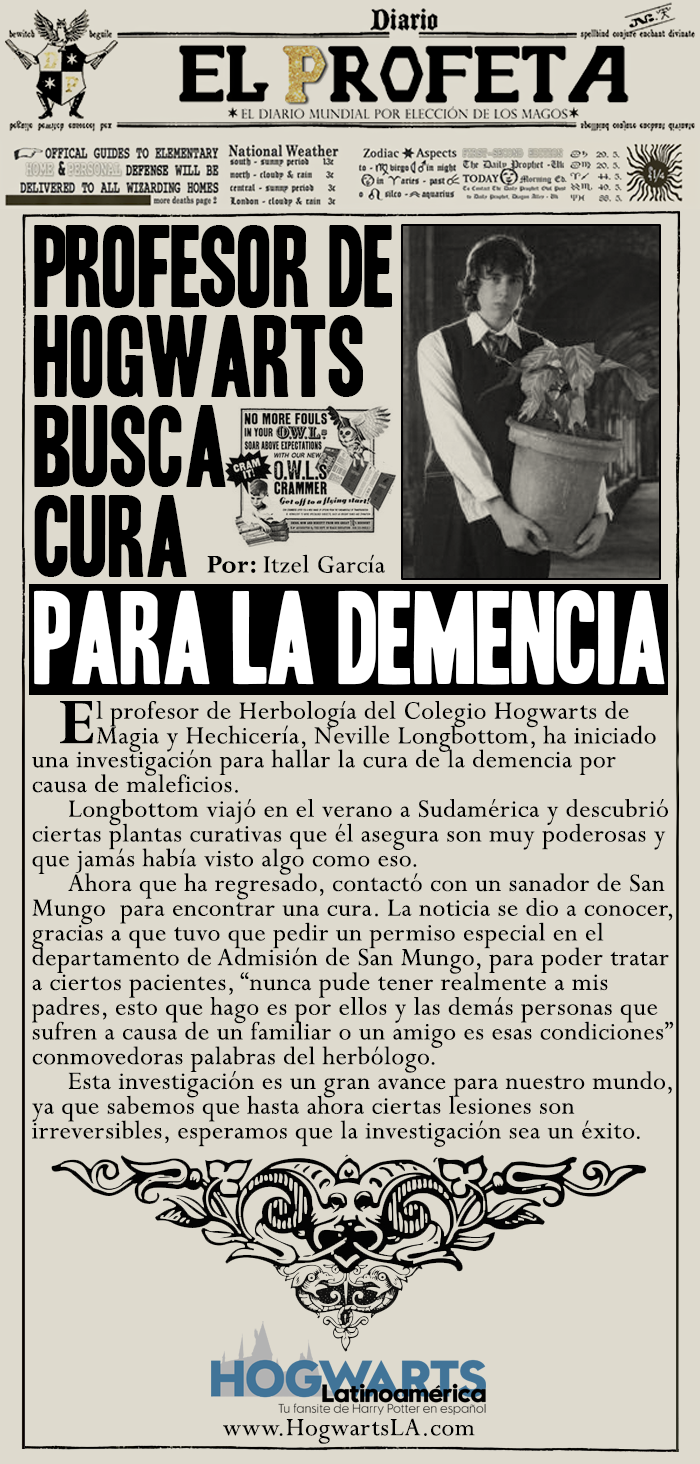 Diario
bewitch
beguile
spellbind conjure enchant divinate
EL PROFETA
EL DIARIO MUNDIAL POR ELECCIÓN DE LOS MAGOS
D
F
OFFICAL GUIDES TO ELEMENTARY
HOME & PERSONAL DEFENSE WILL BE
DELIVERED TO ALL WIZARDING HOMES
more deaths page 2
National Weather
south - sunny period 13c
north - cloudy & rain 3c
central - sunny period 3c
London - cloudy & rain 3c
Zodiac Aspects
in night
in aries - past
silco - aquarius
FIRST-SECOND EDITION
The Daily Prophet
TODAY Morning Ed.
PROFESOR DE
HOGWARTS
BUSCA
CURA
NO MORE FOULS
IN YOUR O.W.L.s
SOAR ABOVE EXPECTATIONS
WITH OUR NEW
CRAM IT!
O.W.L.s
CRAMMER
Get off to a flying start!
Por: Itzel García
PARA LA DEMENCIA
El profesor de Herbología del Colegio Hogwarts de
Magia y Hechicería, Neville Longbottom, ha iniciado
una investigación para hallar la cura de la demencia por
causa de maleficios.
Longbottom viajó en el verano a Sudamérica y descubrió
ciertas plantas curativas que él asegura son muy poderosas y
que jamás había visto algo como eso.
Ahora que ha regresado, contactó con un sanador de San
Mungo para encontrar una cura. La noticia se dio a conocer,
gracias a que tuvo que pedir un permiso especial en el
departamento de Admisión de San Mungo, para poder tratar
a ciertos pacientes, “nunca pude tener realmente a mis
padres, esto que hago es por ellos y las demás personas que
sufren a causa de un familiar o un amigo es esas condiciones”
conmovedoras palabras del herbólogo.
Esta investigación es un gran avance para nuestro mundo,
ya que sabemos que hasta ahora ciertas lesiones son
irreversibles, esperamos que la investigación sea un éxito.
HOGWARTS
Latinoamérica
Tu fansite de Harry Potter en español
www.HogwartsLA.com